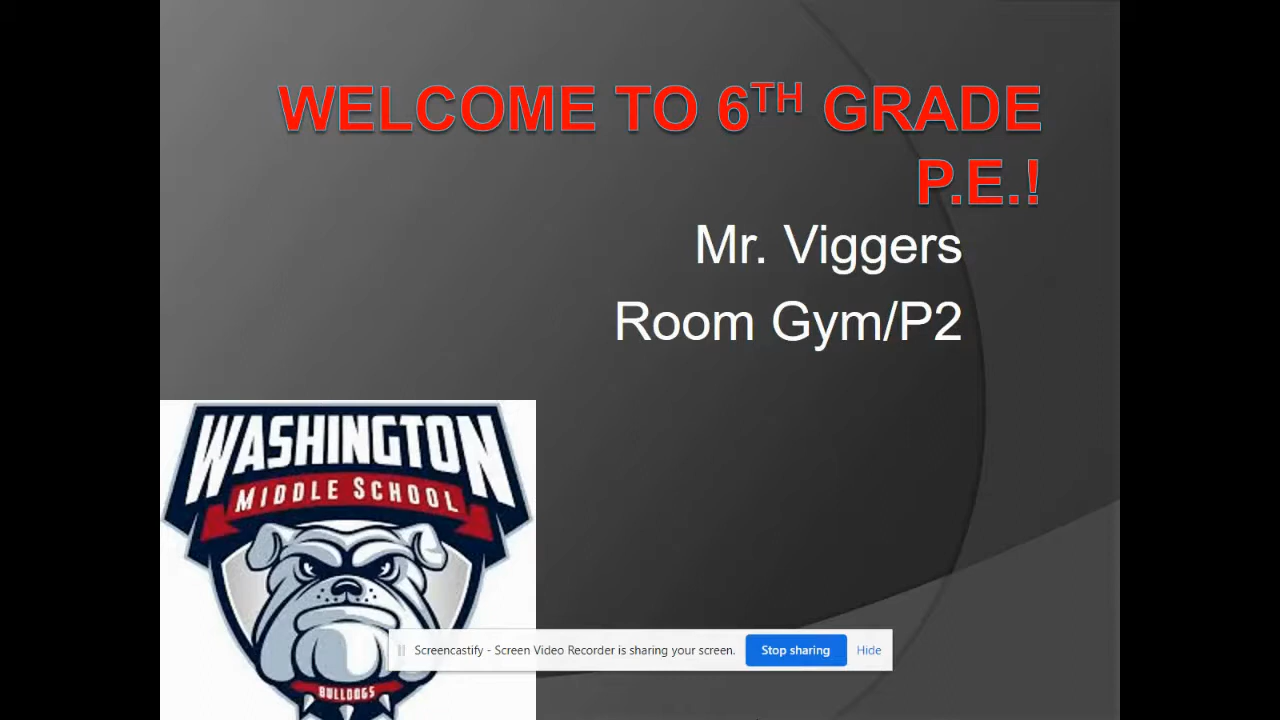 WELCOME TO 6TH GRADE
P.E.!
Mr. Viggers
Room Gym/P2
WASHINGTON
MIDDLE SCHOOL
BULLDOGS
Screencastify - Screen Video Recorder is sharing your screen. Stop sharing Hide